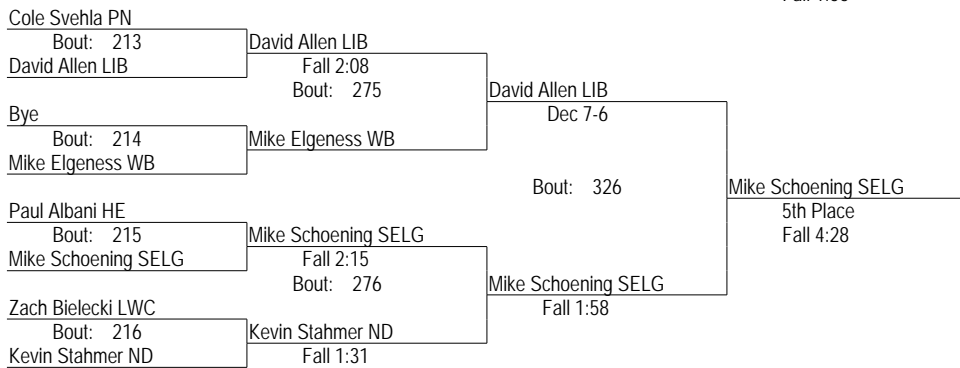 Cole Svehla PN
Bout: 213
David Allen LIB
David Allen LIB
Fall 2:08
Bout: 275
David Allen LIB
Dec 7-6
Bye
Bout: 214
Mike Elgeness WB
Mike Elgeness WB
Bout: 326
Mike Schoening SELG
5th Place
Fall 4:28
Paul Albani HE
Bout: 215
Mike Schoening SELG
Mike Schoening SELG
Fall 2:15
Bout: 276
Mike Schoening SELG
Fall 1:58
Zach Bielecki LWC
Bout: 216
Kevin Stahmer ND
Kevin Stahmer ND
Fall 1:31